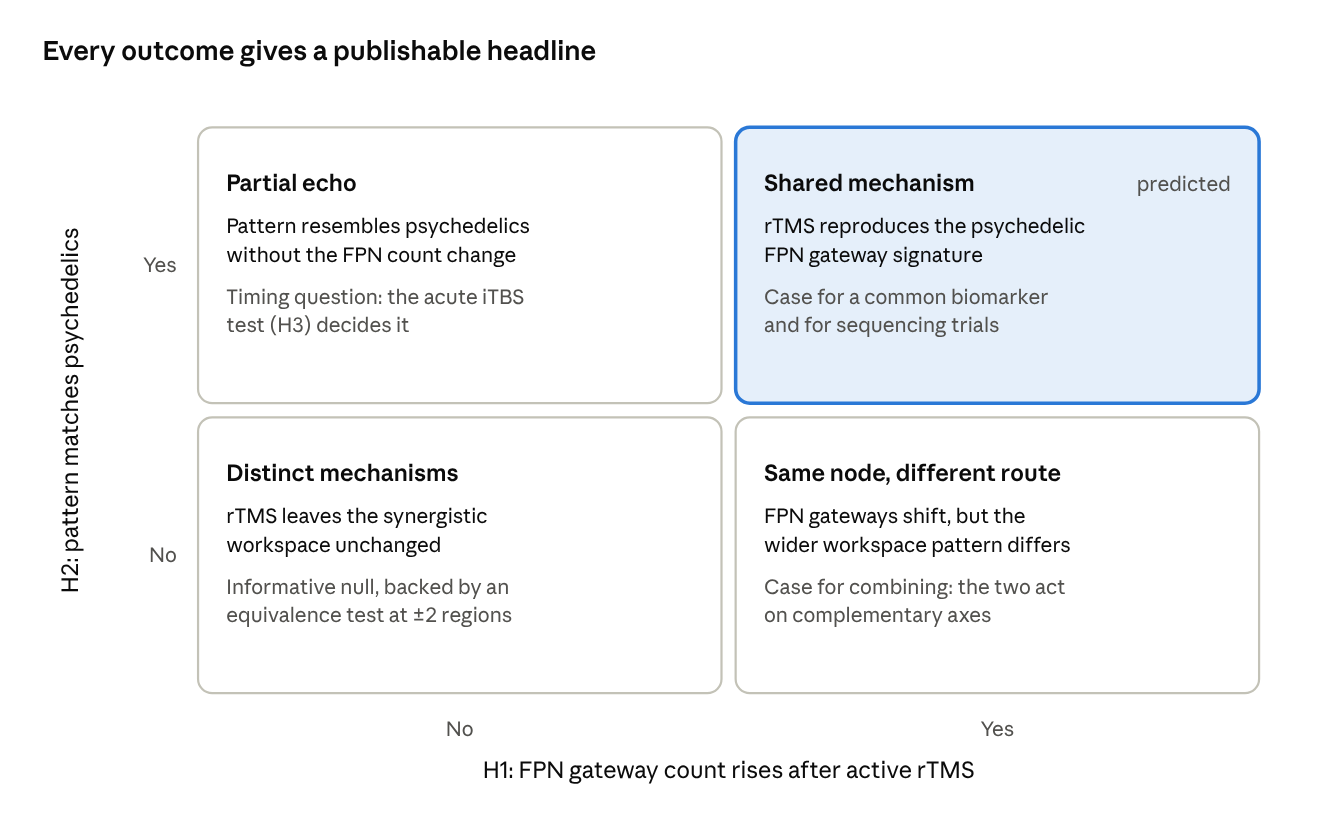 Every outcome gives a publishable headline
H2: pattern matches psychedelics
Yes
Partial echo
Pattern resembles psychedelics
without the FPN count change
Timing question: the acute iTBS
test (H3) decides it
Shared mechanism
predicted
rTMS reproduces the psychedelic
FPN gateway signature
Case for a common biomarker
and for sequencing trials
No
Distinct mechanisms
rTMS leaves the synergistic
workspace unchanged
Informative null, backed by an
equivalence test at ±2 regions
Same node, different route
FPN gateways shift, but the
wider workspace pattern differs
Case for combining: the two act
on complementary axes
No
Yes
H1: FPN gateway count rises after active rTMS